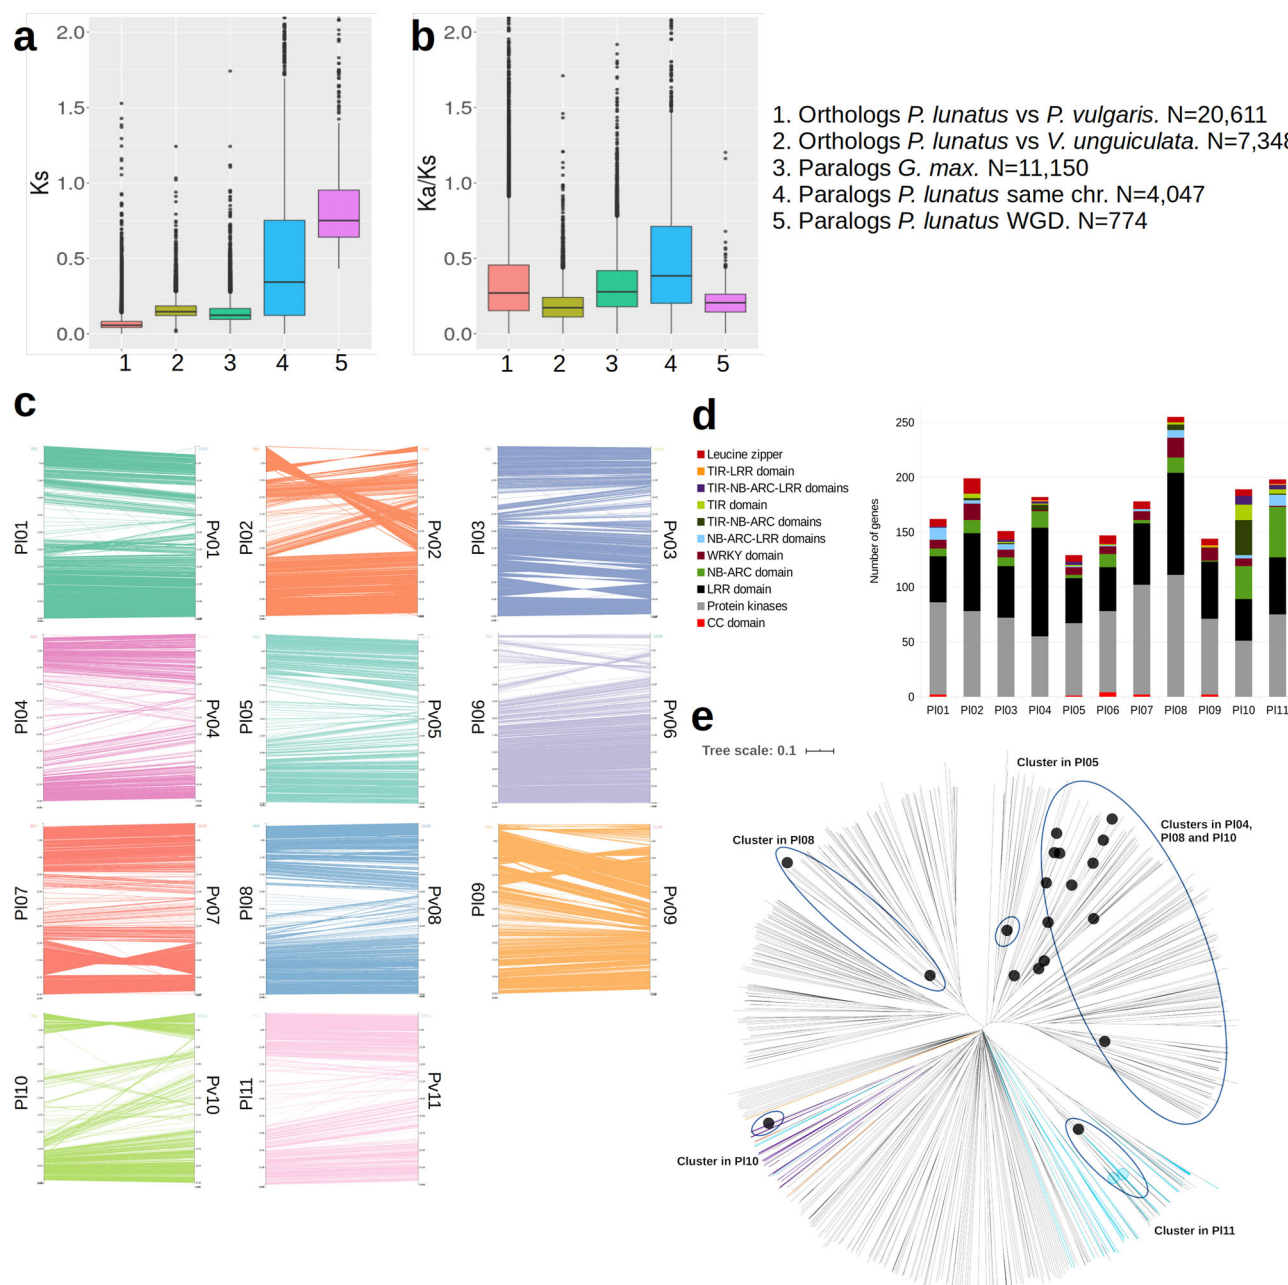 a
2.0
1.5
1.0
0.5
0.0
Ks
1 2 3 4 5
b
2.0
1.5
1.0
0.5
0.0
Ka/Ks
1 2 3 4 5
1. Orthologs P. lunatus vs P. vulgaris. N=20,611
2. Orthologs P. lunatus vs V. unguiculata. N=7,348
3. Paralogs G. max. N=11,150
4. Paralogs P. lunatus same chr. N=4,047
5. Paralogs P. lunatus WGD. N=774
c
Pl01 Pv01
Pl02 Pv02
Pl03 Pv03
Pl04 Pv04
Pl05 Pv05
Pl06 Pv06
Pl07 Pv07
Pl08 Pv08
Pl09 Pv09
Pl10 Pv10
Pl11 Pv11
d
Leucine zipper
TIR-LRR domain
TIR-NB-ARC-LRR domains
TIR domain
TIR-NB-ARC domains
NB-ARC-LRR domains
WRKY domain
NB-ARC domain
LRR domain
Protein kinases
CC domain
Number of genes
250
200
150
100
50
0
Pl01 Pl02 Pl03 Pl04 Pl05 Pl06 Pl07 Pl08 Pl09 Pl10 Pl11
e
Tree scale: 0.1
Cluster in Pl05
Cluster in Pl08
Clusters in Pl04,
Pl08 and Pl10
Cluster in Pl10
Cluster in Pl11